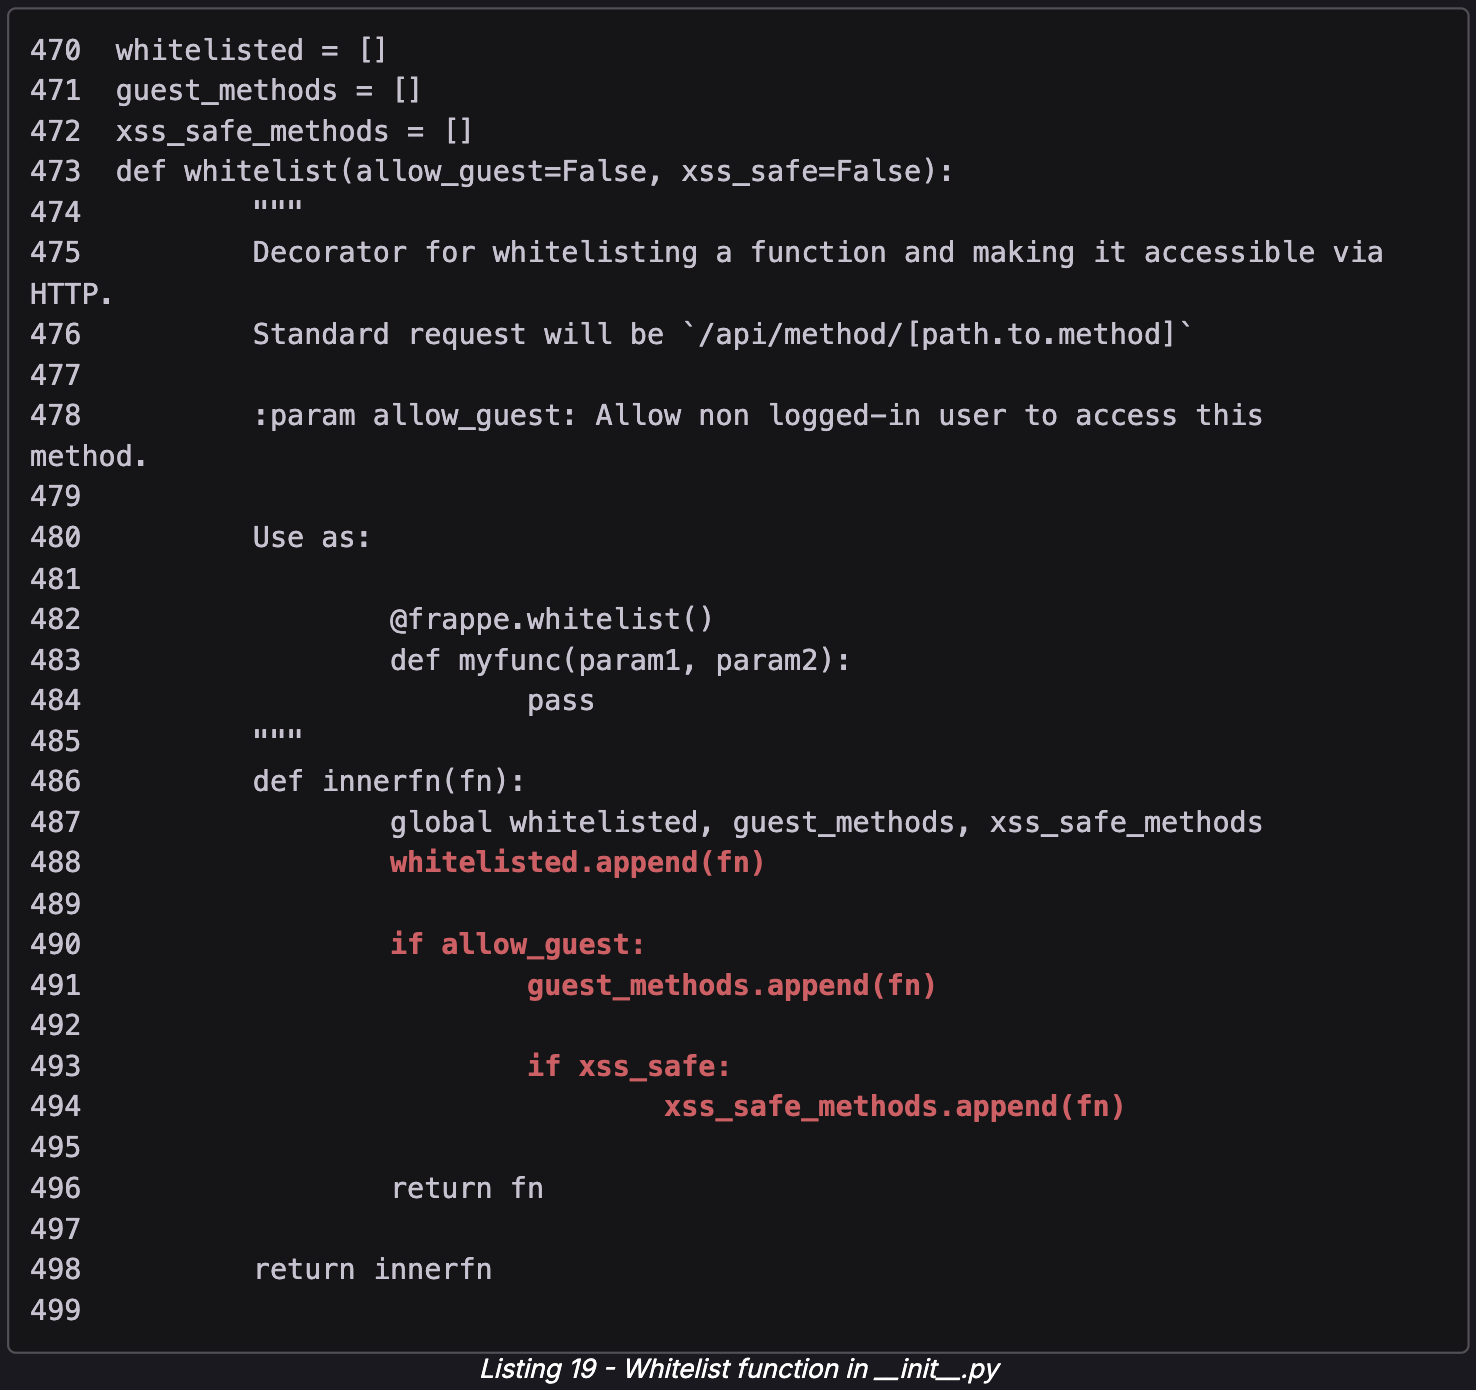 470  whitelisted = []
471  guest_methods = []
472  xss_safe_methods = []
473  def whitelist(allow_guest=False, xss_safe=False):
474          """
475          Decorator for whitelisting a function and making it accessible via
HTTP.
476          Standard request will be `/api/method/[path.to.method]`
477
478          :param allow_guest: Allow non logged-in user to access this
method.
479
480          Use as:
481
482                  @frappe.whitelist()
483                  def myfunc(param1, param2):
484                          pass
485          """
486          def innerfn(fn):
487                  global whitelisted, guest_methods, xss_safe_methods
488                  whitelisted.append(fn)
489
490                  if allow_guest:
491                          guest_methods.append(fn)
492
493                          if xss_safe:
494                                  xss_safe_methods.append(fn)
495
496                  return fn
497
498          return innerfn
499
Listing 19 - Whitelist function in __init__.py